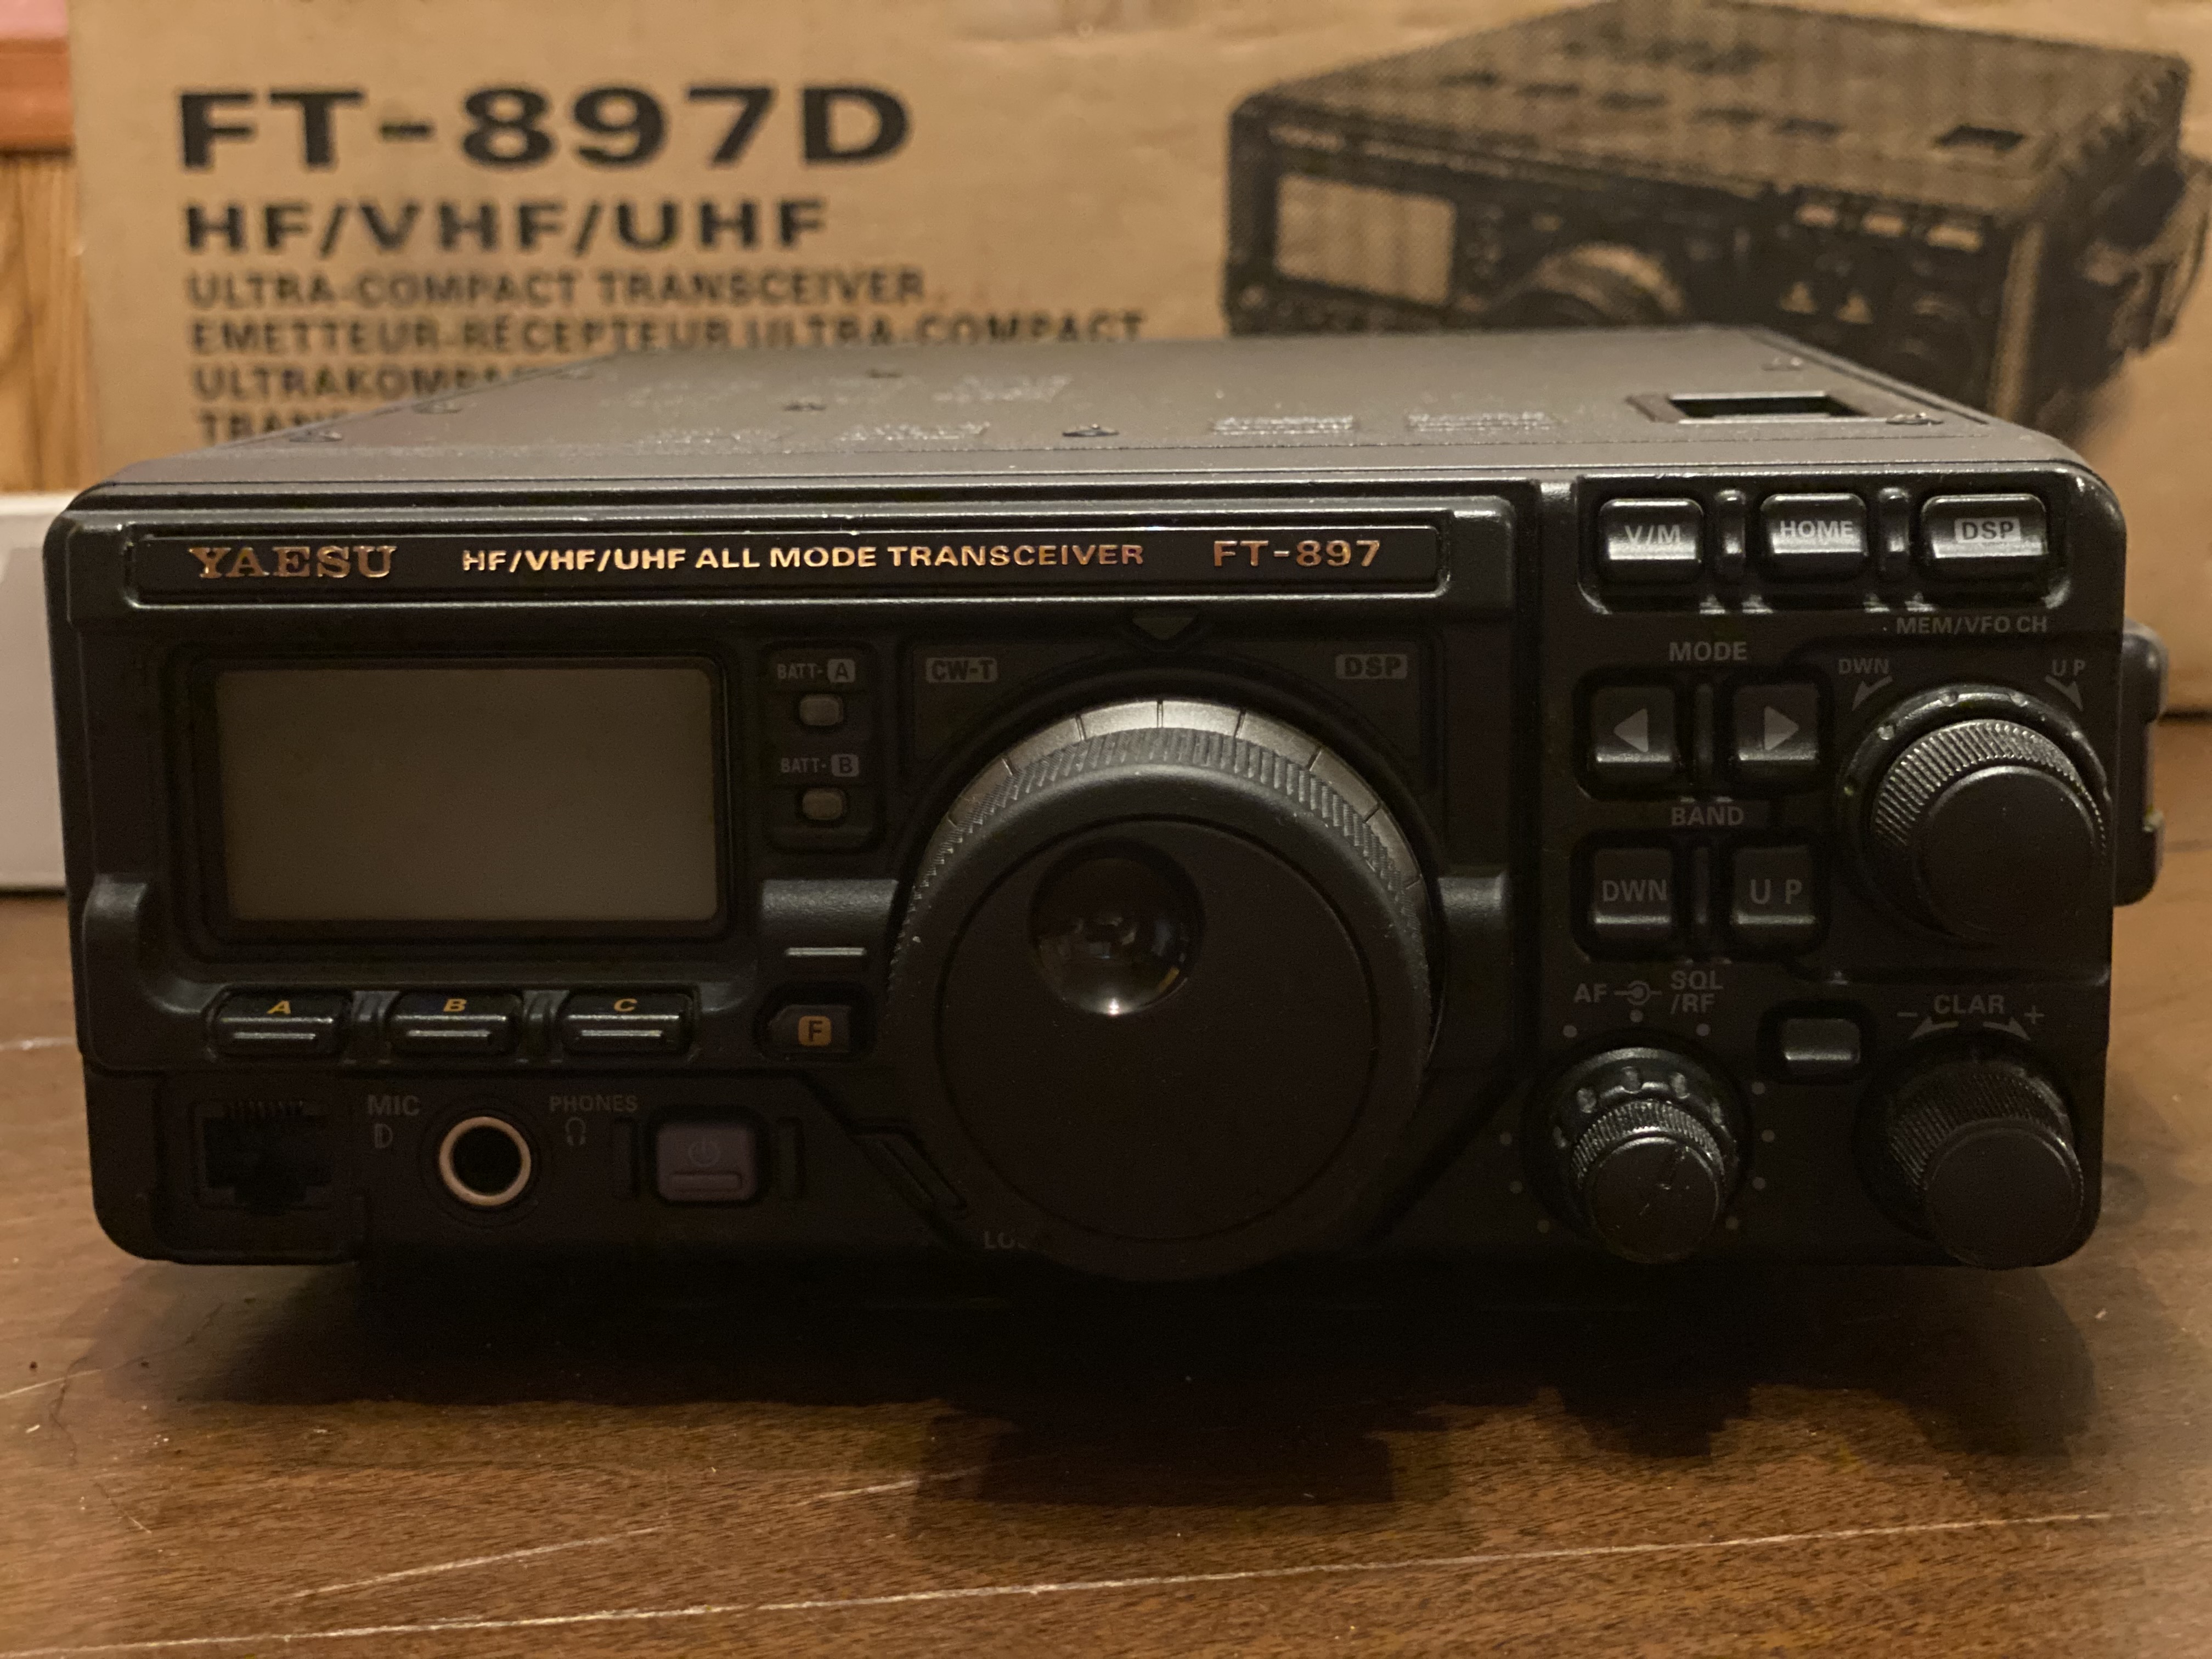 FT-897D
HF/VHF/UHF
ULTRA-COMPACT TRANSCEIVER
EMETTEUR-RÉCEPTEUR ULTRA-COMPACT
YAESU HF/VHF/UHF ALL MODE TRANSCEIVER FT-897
V/M HOME DSP
MEM/VFO CH
DWN UP
MODE
BATT-A
BATT-B
CW-T DSP
BAND
DWN UP
A B C
F
AF SQL
/RF
- CLAR +
MIC PHONES